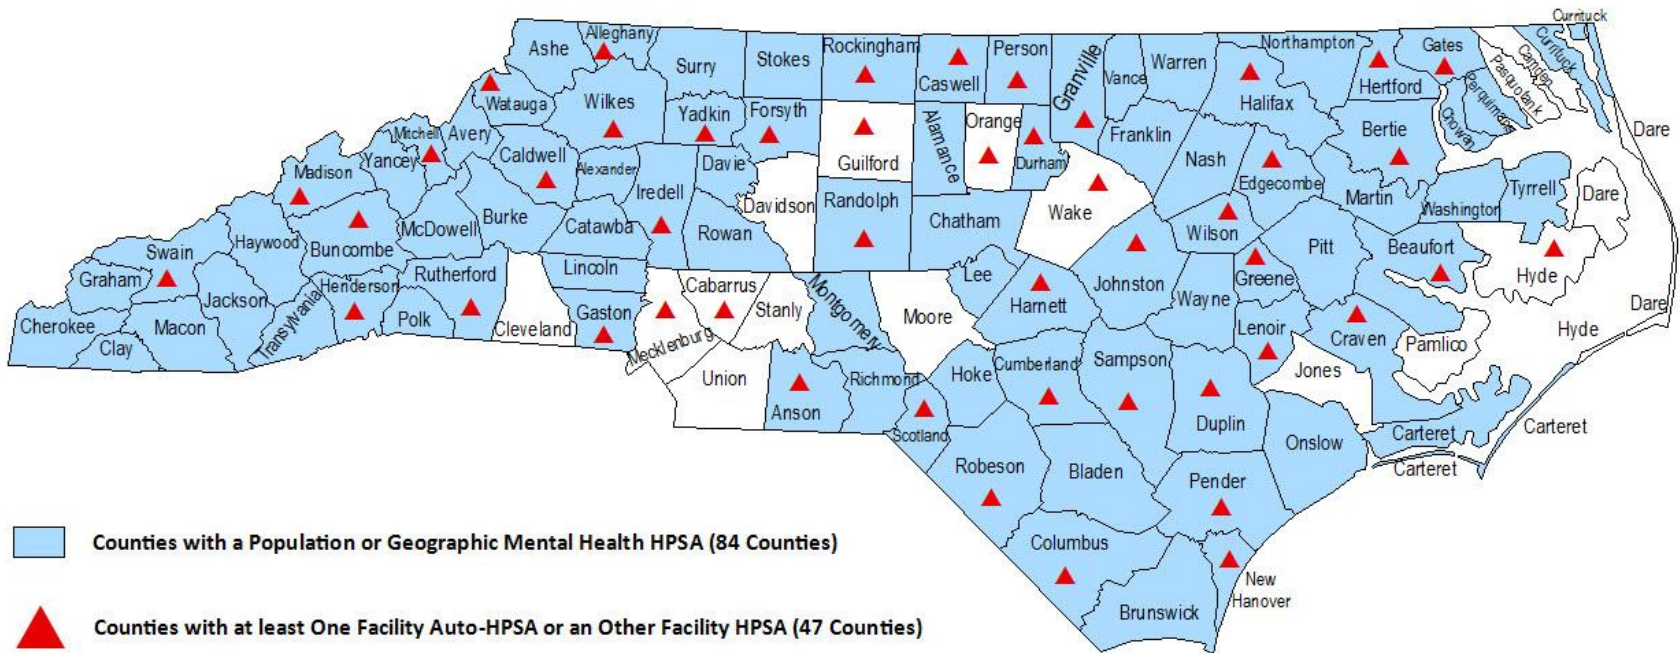 Currituck
Alleghany
Ashe
Surry
Stokes
Rockingham
Caswell
Person
Granville
Vance
Warren
Northampton
Hertford
Gates
Camden
Currituck
Pasquotank
Perquimans
Chowan
Watauga
Wilkes
Yadkin
Forsyth
Guilford
Alamance
Orange
Durham
Franklin
Halifax
Bertie
Dare
Mitchell
Avery
Yancey
Caldwell
Alexander
Iredell
Davie
Madison
Nash
Edgecombe
Martin
Washington
Tyrrell
Dare
Davidson
Randolph
Chatham
Wake
Wilson
Buncombe
McDowell
Burke
Catawba
Rowan
Swain
Haywood
Graham
Jackson
Henderson
Rutherford
Lincoln
Cabarrus
Montgomery
Lee
Harnett
Johnston
Wayne
Greene
Pitt
Beaufort
Hyde
Dare
Cherokee
Macon
Clay
Transylvania
Polk
Cleveland
Gaston
Mecklenburg
Stanly
Moore
Lenoir
Craven
Pamlico
Hyde
Union
Anson
Richmond
Hoke
Cumberland
Sampson
Duplin
Jones
Scotland
Onslow
Carteret
Carteret
Carteret
Robeson
Bladen
Pender
Columbus
Brunswick
New
Hanover
Counties with a Population or Geographic Mental Health HPSA (84 Counties)
Counties with at least One Facility Auto-HPSA or an Other Facility HPSA (47 Counties)